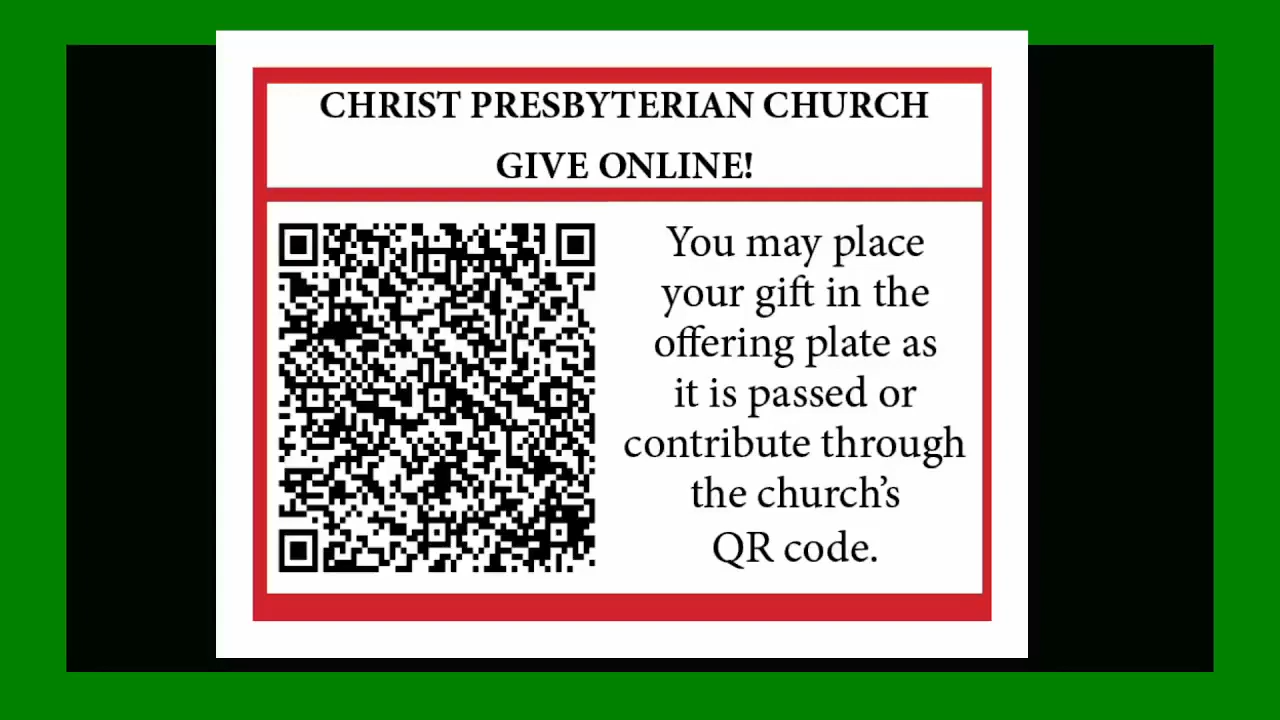 CHRIST PRESBYTERIAN CHURCH
GIVE ONLINE!
You may place
your gift in the
offering plate as
it is passed or
contribute through
the church’s
QR code.